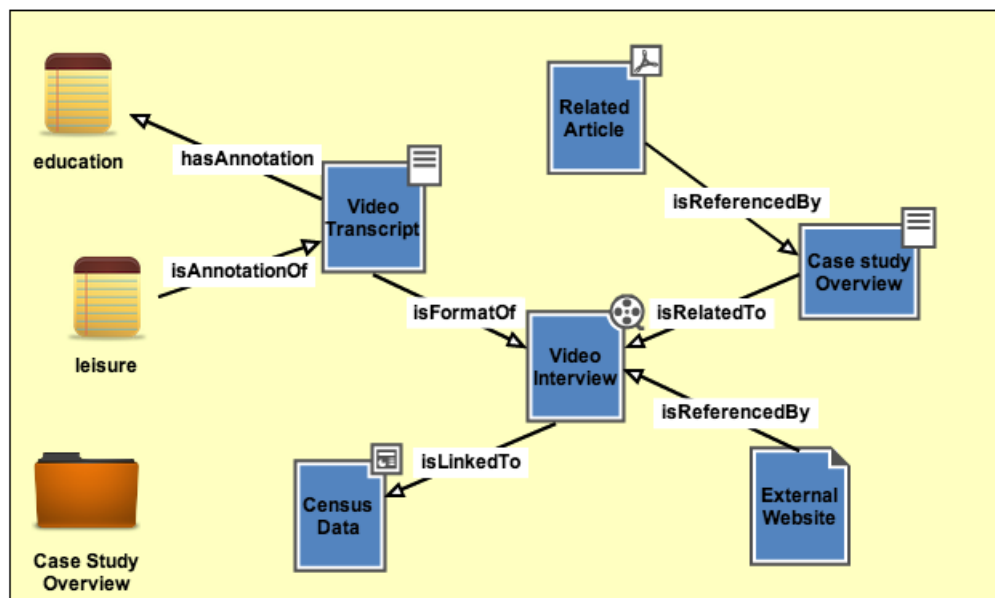 education
hasAnnotation
Video
Transcript
Related
Article
isReferencedBy
isAnnotationOf
leisure
isFormatOf
Case study
Overview
isRelatedTo
Video
Interview
isReferencedBy
isLinkedTo
Census
Data
External
Website
Case Study
Overview